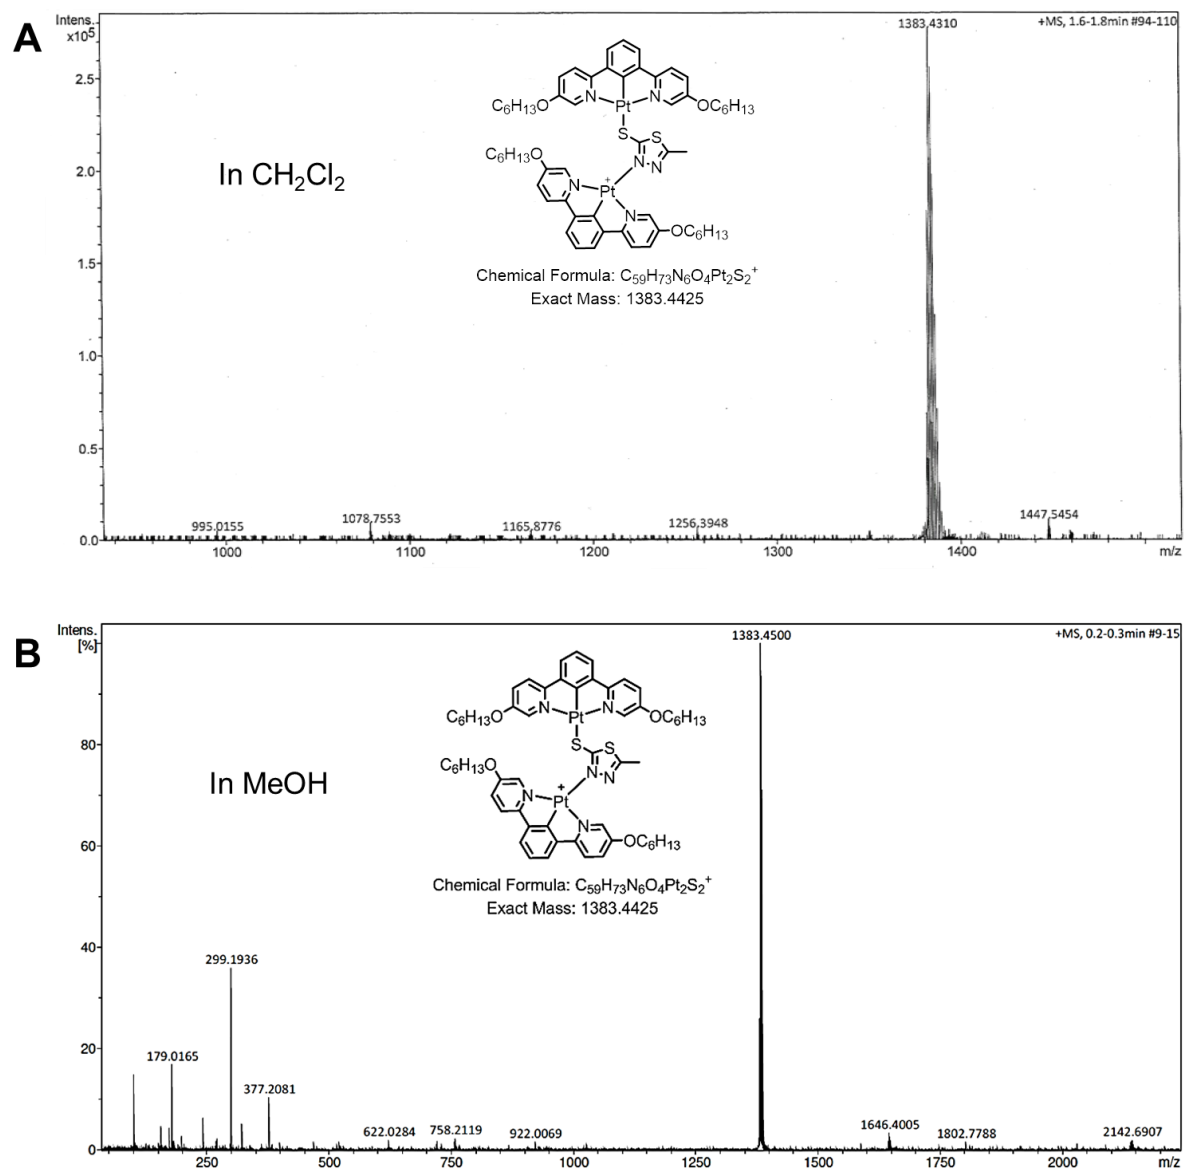 A
Intens.
x10⁵
+MS, 1.6-1.8min #94-110
1383.4310
2.5
2.0
1.5
1.0
0.5
0.0
In CH₂Cl₂
C₆H₁₃O
N
Pt
N
OC₆H₁₃
S
S
N
N
C₆H₁₃O
N
+
Pt
N
OC₆H₁₃
Chemical Formula: C₅₉H₇₃N₆O₄Pt₂S₂⁺
Exact Mass: 1383.4425
995.0155
1078.7553
1165.8776
1256.3948
1447.5454
1000
1100
1200
1300
1400
m/z
B
Intens.
[%]
+MS, 0.2-0.3min #9-15
1383.4500
80
60
40
20
0
In MeOH
C₆H₁₃O
N
Pt
N
OC₆H₁₃
S
S
N
N
C₆H₁₃O
N
+
Pt
N
OC₆H₁₃
Chemical Formula: C₅₉H₇₃N₆O₄Pt₂S₂⁺
Exact Mass: 1383.4425
299.1936
179.0165
377.2081
622.0284
758.2119
922.0069
1646.4005
1802.7788
2142.6907
250
500
750
1000
1250
1500
1750
2000
m/z